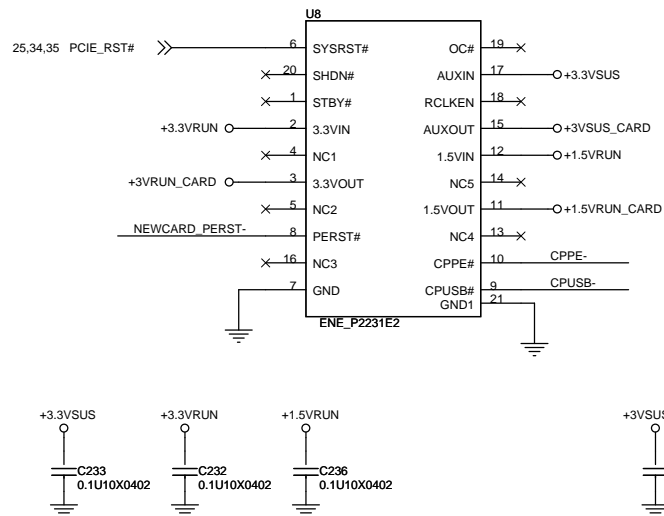 U8
25,34,35 PCIE_RST# 6 SYSRST# OC# 19
20 SHDN# AUXIN 17 +3.3VSUS
1 STBY# RCLKEN 18
+3.3VRUN 2 3.3VIN AUXOUT 15 +3VSUS_CARD
4 NC1 1.5VIN 12 +1.5VRUN
+3VRUN_CARD 3 3.3VOUT NC5 14
5 NC2 1.5VOUT 11 +1.5VRUN_CARD
NEWCARD_PERST- 8 PERST# NC4 13
16 NC3 CPPE# 10 CPPE-
7 GND CPUSB# 9 CPUSB-
GND1 21
ENE_P2231E2
+3.3VSUS +3.3VRUN +1.5VRUN +3VSUS
C233 C232 C236
0.1U10X0402 0.1U10X0402 0.1U10X0402